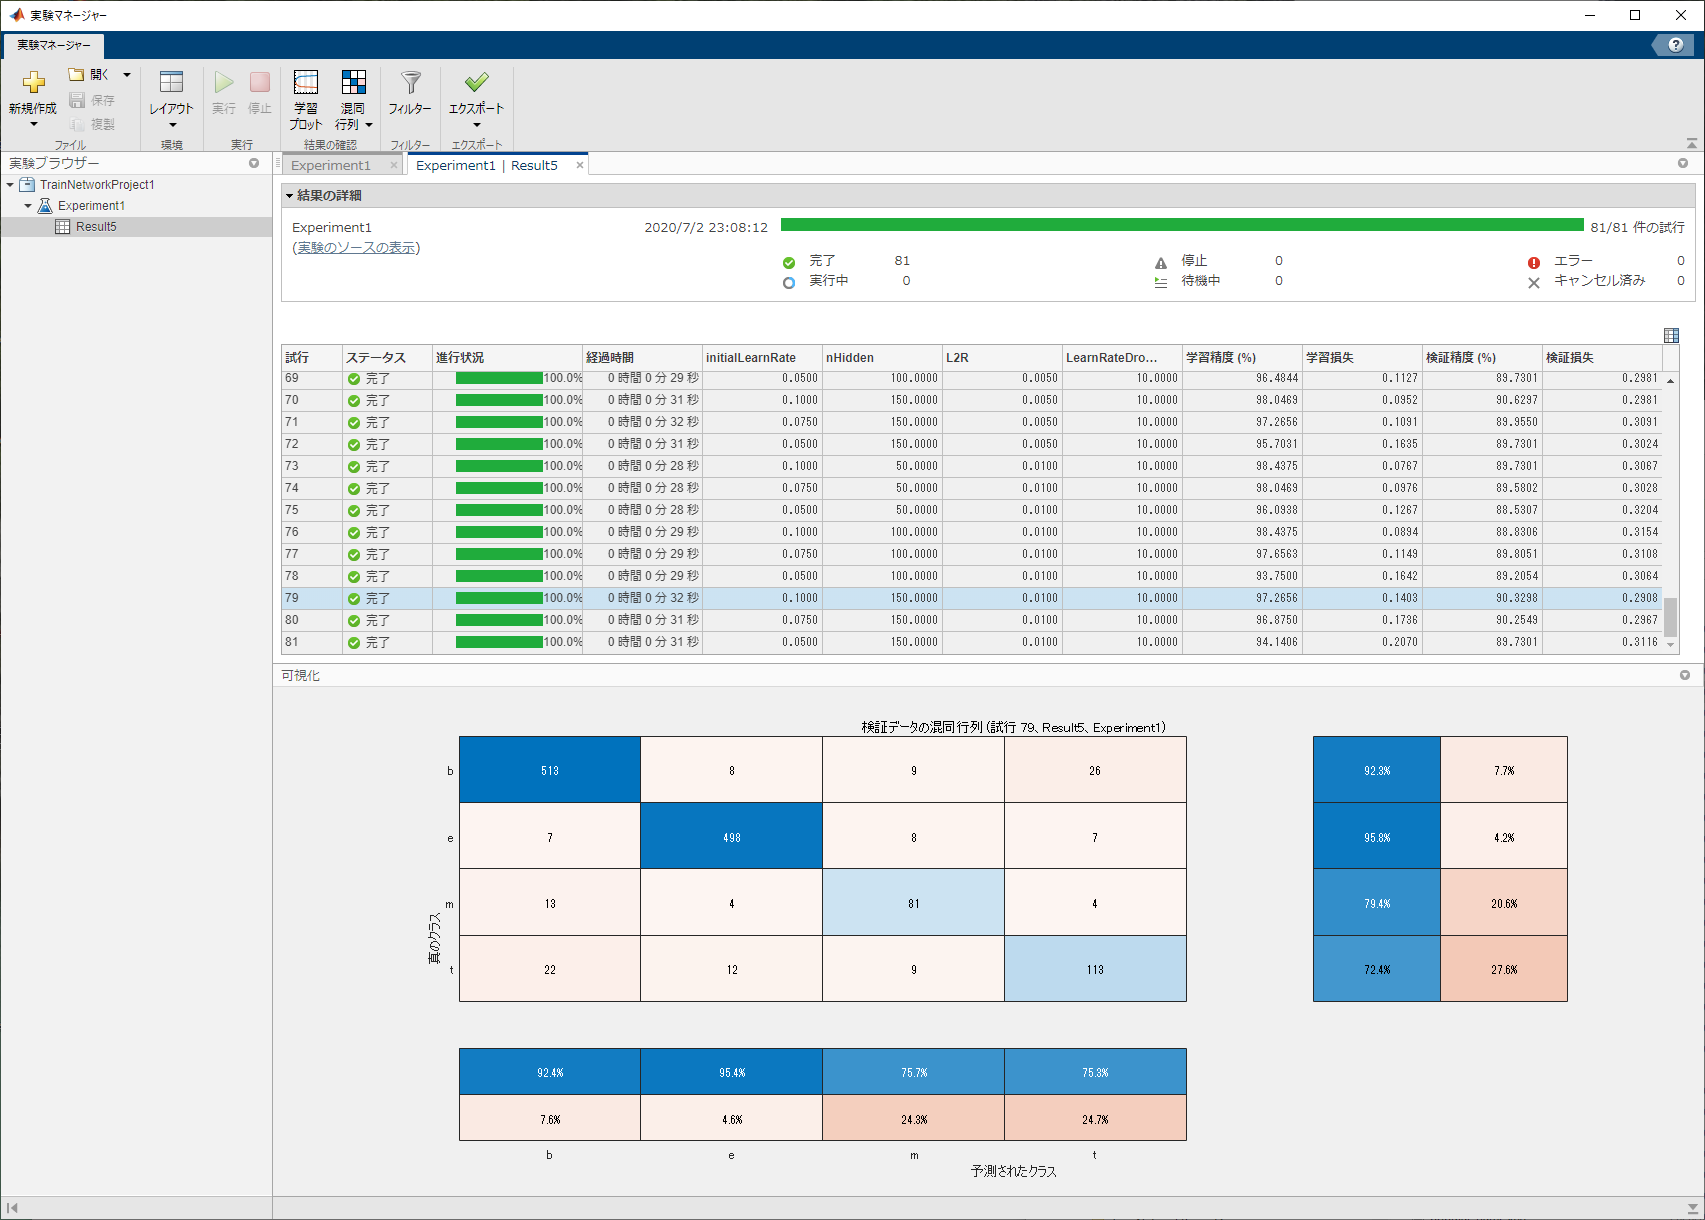 実験マネージャー
実験マネージャー
?
新規作成
開く
保存
複製
ファイル
レイアウト
環境
実行 停止
実行
学習
プロット
混同
行列
結果の確認
フィルター
フィルター
エクスポート
エクスポート
実験ブラウザー
TrainNetworkProject1
Experiment1
Result5
Experiment1 ×
Experiment1 | Result5 ×
結果の詳細
Experiment1 2020/7/2 23:08:12 81/81 件の試行
(実験のソースの表示)
完了 81 停止 0 エラー 0
実行中 0 待機中 0 キャンセル済み 0
試行 ステータス 進行状況 経過時間 initialLearnRate nHidden L2R LearnRateDro... 学習精度 (%) 学習損失 検証精度 (%) 検証損失
69 完了 100.0% 0 時間 0 分 29 秒 0.0500 100.0000 0.0050 10.0000 96.4844 0.1127 89.7301 0.2981
70 完了 100.0% 0 時間 0 分 31 秒 0.1000 150.0000 0.0050 10.0000 98.0469 0.0952 90.6297 0.2981
71 完了 100.0% 0 時間 0 分 32 秒 0.0750 150.0000 0.0050 10.0000 97.2656 0.1091 89.9550 0.3091
72 完了 100.0% 0 時間 0 分 31 秒 0.0500 150.0000 0.0050 10.0000 95.7031 0.1635 89.7301 0.3024
73 完了 100.0% 0 時間 0 分 28 秒 0.1000 50.0000 0.0100 10.0000 98.4375 0.0767 89.7301 0.3067
74 完了 100.0% 0 時間 0 分 28 秒 0.0750 50.0000 0.0100 10.0000 98.0469 0.0976 89.5802 0.3028
75 完了 100.0% 0 時間 0 分 28 秒 0.0500 50.0000 0.0100 10.0000 96.0938 0.1267 88.5307 0.3204
76 完了 100.0% 0 時間 0 分 29 秒 0.1000 100.0000 0.0100 10.0000 98.4375 0.0894 88.8306 0.3154
77 完了 100.0% 0 時間 0 分 29 秒 0.0750 100.0000 0.0100 10.0000 97.6563 0.1149 89.8051 0.3108
78 完了 100.0% 0 時間 0 分 29 秒 0.0500 100.0000 0.0100 10.0000 93.7500 0.1642 89.2054 0.3064
79 完了 100.0% 0 時間 0 分 32 秒 0.1000 150.0000 0.0100 10.0000 97.2656 0.1403 90.3298 0.2908
80 完了 100.0% 0 時間 0 分 31 秒 0.0750 150.0000 0.0100 10.0000 96.8750 0.1736 90.2549 0.2967
81 完了 100.0% 0 時間 0 分 31 秒 0.0500 150.0000 0.0100 10.0000 94.1406 0.2070 89.7301 0.3116
可視化
検証データの混同行列 (試行 79、Result5、Experiment1)
b 513 8 9 26 92.3% 7.7%
e 7 498 8 7 95.8% 4.2%
m 13 4 81 4 79.4% 20.6%
t 22 12 9 113 72.4% 27.6%
真のクラス
92.4% 95.4% 75.7% 75.3%
7.6% 4.6% 24.3% 24.7%
b e m t
予測されたクラス